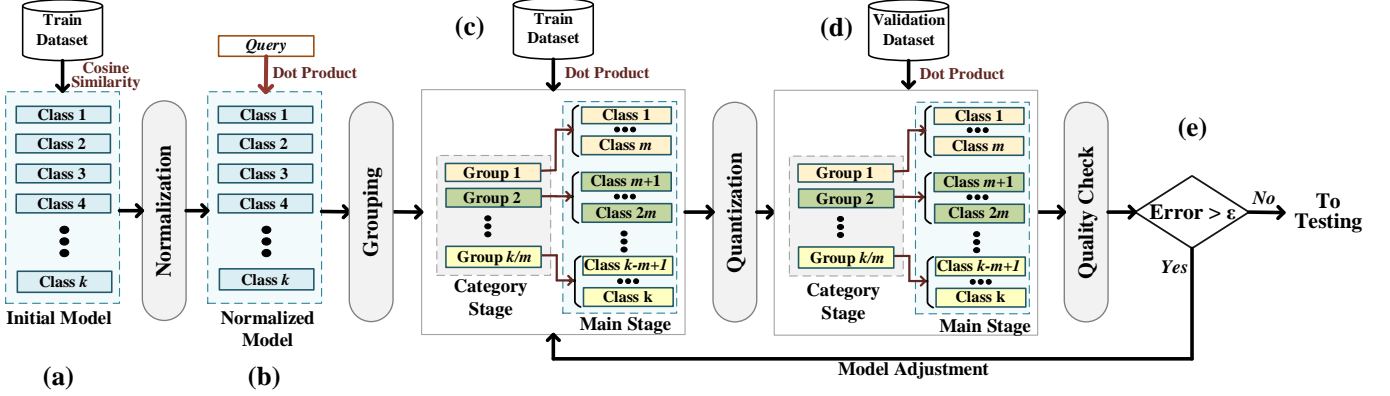 Train
Dataset
Cosine
Similarity
Class 1
Class 2
Class 3
Class 4
Class k
Initial Model
(a)
Normalization
Query
Dot Product
Class 1
Class 2
Class 3
Class 4
Class k
Normalized
Model
(b)
Grouping
(c)
Train
Dataset
Dot Product
Group 1
Group 2
Group k/m
Category
Stage
Class 1
Class m
Class m+1
Class 2m
Class k-m+1
Class k
Main Stage
Quantization
(d)
Validation
Dataset
Dot Product
Group 1
Group 2
Group k/m
Category
Stage
Class 1
Class m
Class m+1
Class 2m
Class k-m+1
Class k
Main Stage
Quality Check
(e)
Error > ε
No
To
Testing
Yes
Model Adjustment